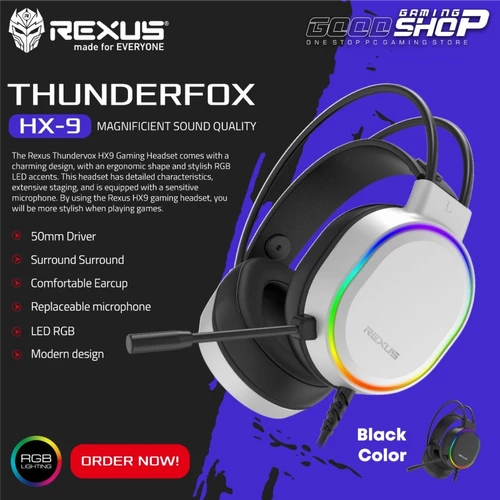 REXUS®
made for EVERYONE
GAMING
GOODSHOP
ONE STOP PC GAMING STORE
THUNDERFOX
HX-9 MAGNIFICIENT SOUND QUALITY
The Rexus Thundervox HX9 Gaming Headset comes with a
charming design, with an ergonomic shape and stylish RGB
LED accents. This headset has detailed characteristics,
extensive staging, and is equipped with a sensitive
microphone. By using the Rexus HX9 gaming headset, you
will be more stylish when playing games.
50mm Driver
Surround Surround
Comfortable Earcup
Replaceable microphone
LED RGB
Modern design
REXUS
RGB
LIGHTING
ORDER NOW!
Black
Color
REXUS